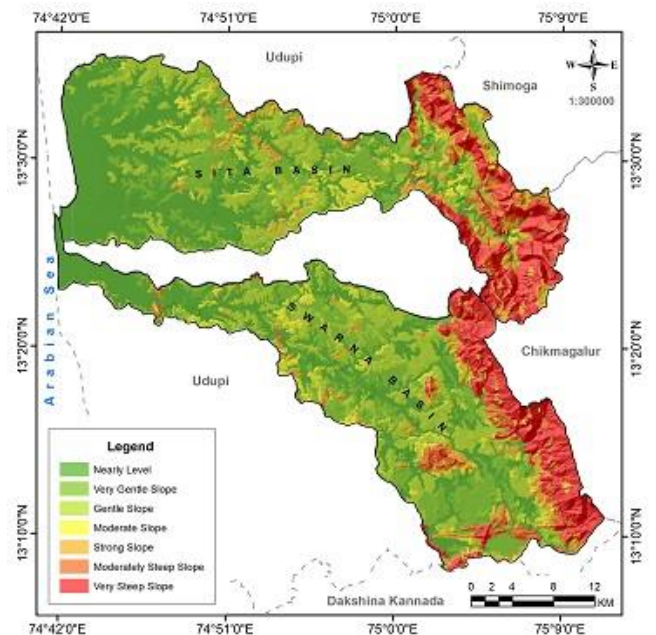 74°42'0"E 74°51'0"E 75°0'0"E 75°9'0"E
Udupi
N
W E
S
1:300000
Shimoga
13°30'0"N
13°30'0"N
SITA BASIN
Arabian Sea
SWARNA BASIN
13°20'0"N
13°20'0"N
Chikmagalur
Udupi
Legend
Nearly Level
Very Gentle Slope
Gentle Slope
Moderate Slope
Strong Slope
Moderately Steep Slope
Very Steep Slope
13°10'0"N
13°10'0"N
0 2 4 8 12
KM
Dakshina Kannada
74°42'0"E 74°51'0"E 75°0'0"E 75°9'0"E